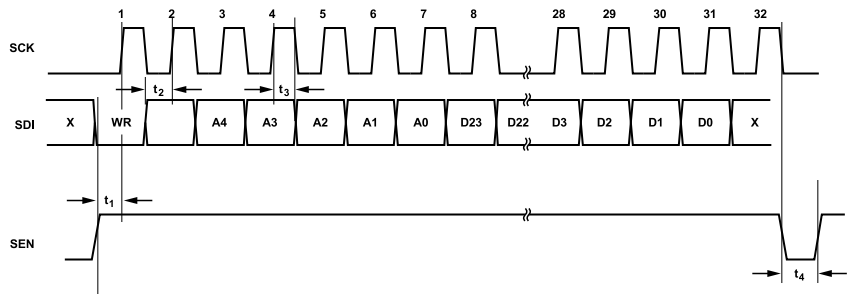 1 2 3 4 5 6 7 8 28 29 30 31 32
SCK
t2 t3
SDI X WR A4 A3 A2 A1 A0 D23 D22 D3 D2 D1 D0 X
t1
SEN
t4